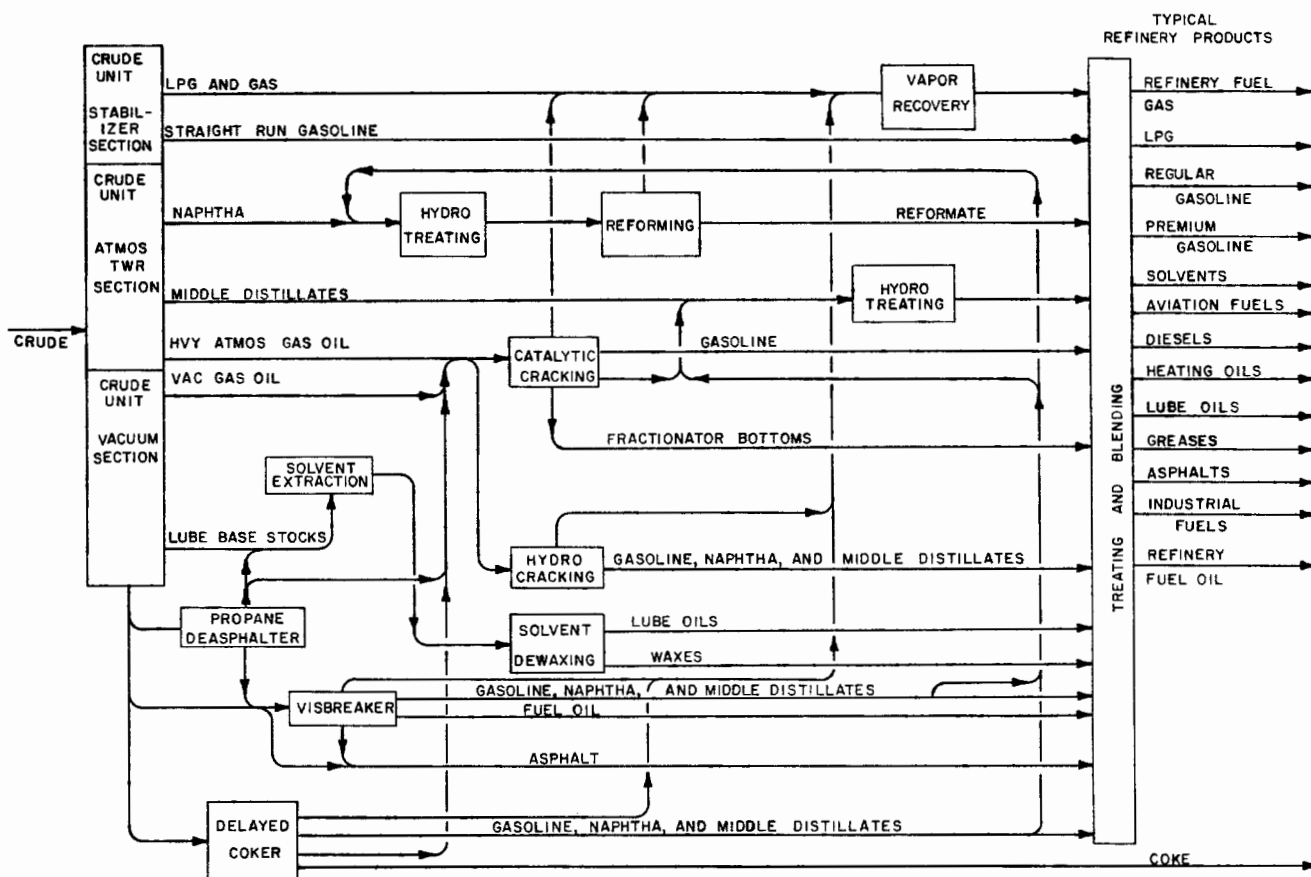 TYPICAL
REFINERY PRODUCTS
CRUDE
UNIT
STABIL-
IZER
SECTION
CRUDE
UNIT
ATMOS
TWR
SECTION
CRUDE UNIT
VACUUM
SECTION
CRUDE
LPG AND GAS
VAPOR
RECOVERY
STRAIGHT RUN GASOLINE
NAPHTHA
HYDRO
TREATING
REFORMING
REFORMATE
MIDDLE DISTILLATES
HYDRO
TREATING
HVY ATMOS GAS OIL
VAC GAS OIL
CATALYTIC
CRACKING
GASOLINE
FRACTIONATOR BOTTOMS
SOLVENT
EXTRACTION
LUBE BASE STOCKS
HYDRO
CRACKING
GASOLINE, NAPHTHA, AND MIDDLE DISTILLATES
PROPANE
DEASPHALTER
SOLVENT
DEWAXING
LUBE OILS
WAXES
VISBREAKER
GASOLINE, NAPHTHA, AND MIDDLE DISTILLATES
FUEL OIL
ASPHALT
DELAYED
COKER
GASOLINE, NAPHTHA, AND MIDDLE DISTILLATES
COKE
TREATING AND BLENDING
REFINERY FUEL
GAS
LPG
REGULAR
GASOLINE
PREMIUM
GASOLINE
SOLVENTS
AVIATION FUELS
DIESELS
HEATING OILS
LUBE OILS
GREASES
ASPHALTS
INDUSTRIAL
FUELS
REFINERY
FUEL OIL